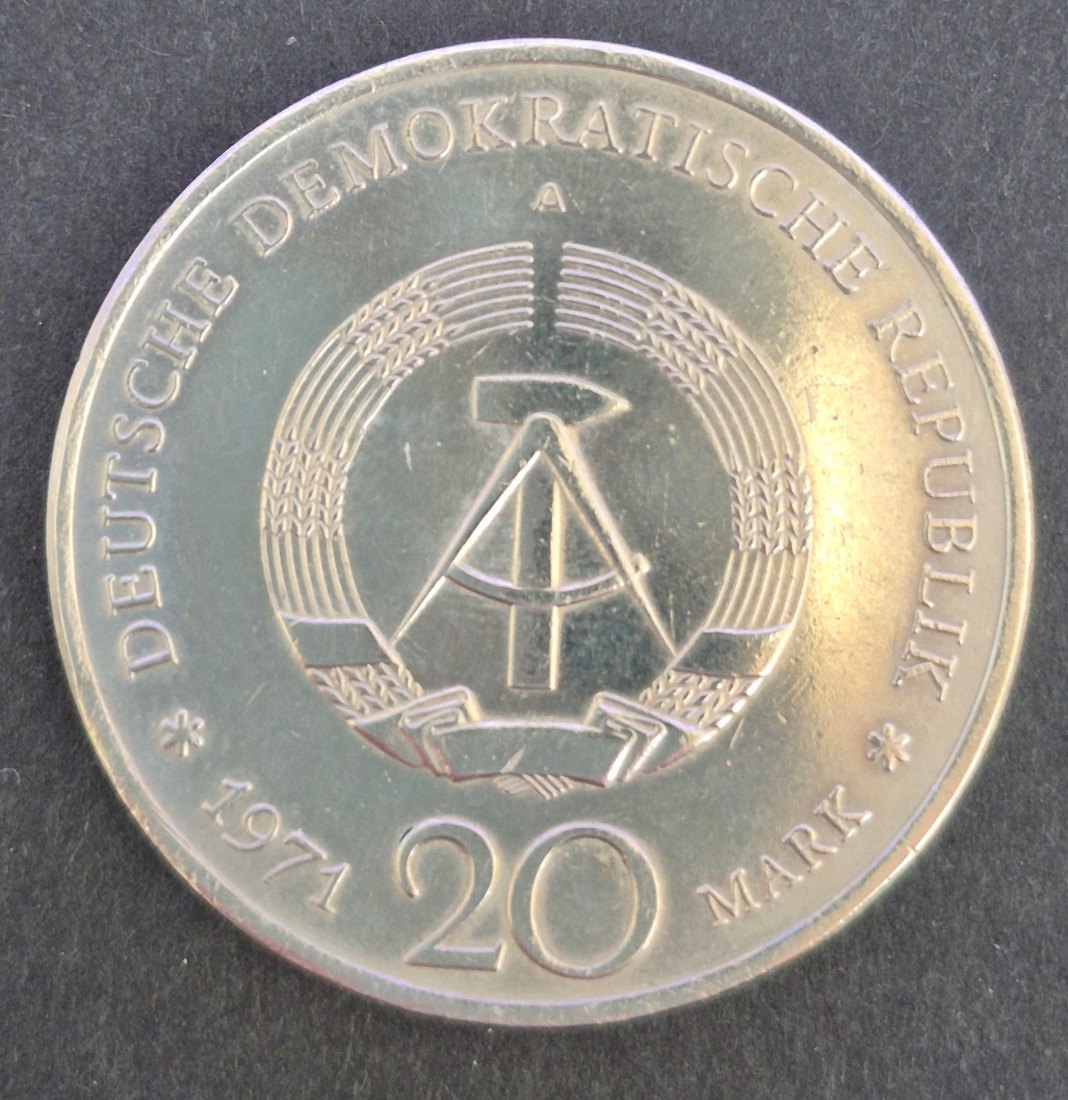 DEUTSCHE DEMOKRATISCHE REPUBLIK
A
* 1971 20 MARK *